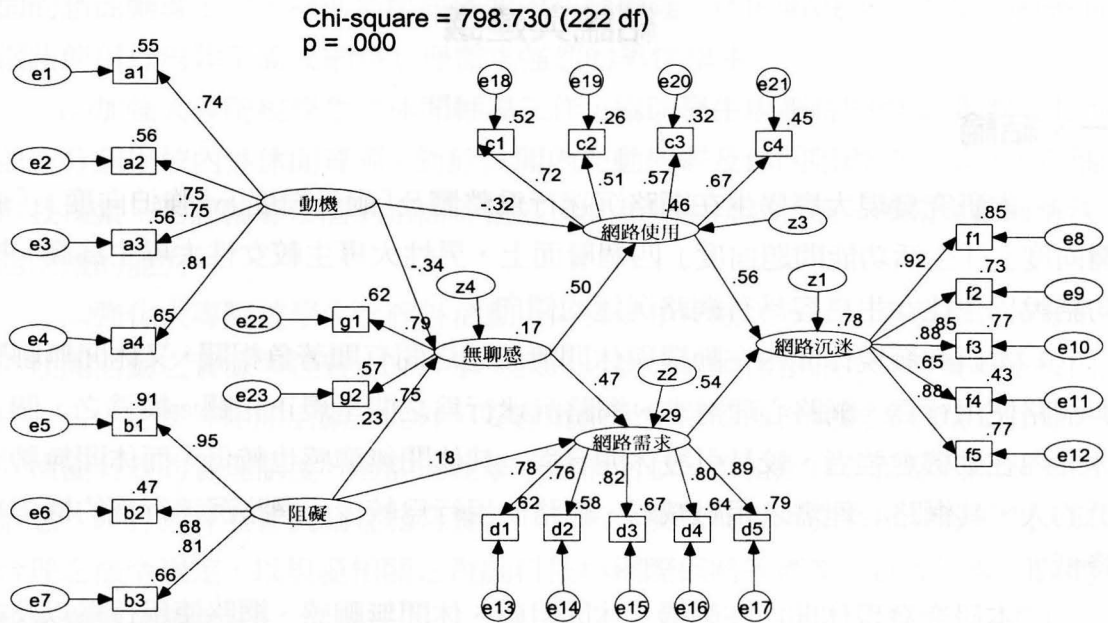 Chi-square = 798.730 (222 df)
p = .000
e18 e19 e20 e21
.52 .26 .32 .45
c1 c2 c3 c4
.72 .51 .57 .67
.55
e1 a1
.74
.56
e2 a2
.75
.56 .75
e3 a3
.81
.65
e4 a4
動機
.32
.46
網路使用
z3
-.34
z4
.50
.56
z1
.62
e22 g1
.79
.17
無聊感
.57
e23 g2
.75
.23
.47
z2
.54
.78
網路沉迷
.29
網路需求
.18
.91
e5 b1
.95
.47
e6 b2
.68
.81
.66
e7 b3
阻礙
.78 .76 .82 .80 .89
.62 .58 .67 .64 .79
d1 d2 d3 d4 d5
e13 e14 e15 e16 e17
.85
.92 f1 e8
.73
.85 f2 e9
.77
.88 f3 e10
.43
.65 f4 e11
.77
.88 f5 e12